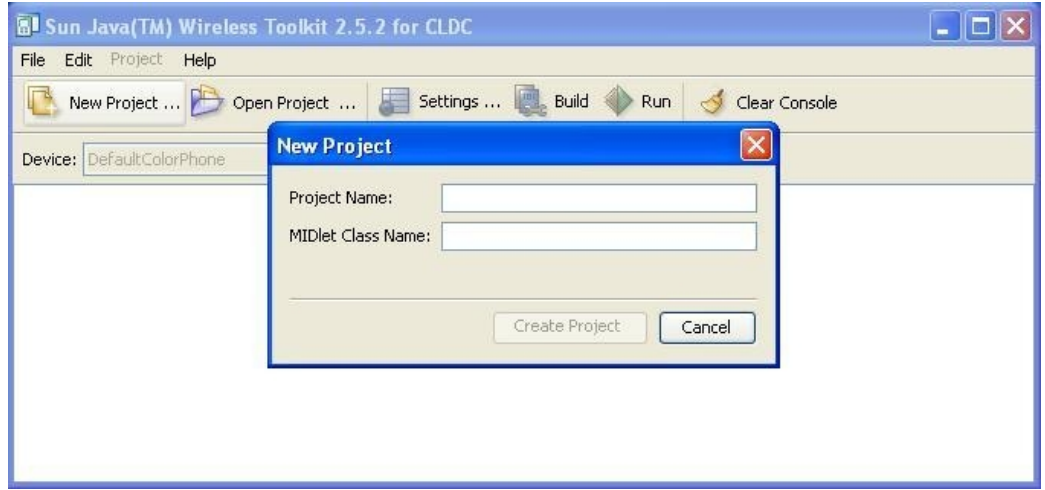 Sun Java(TM) Wireless Toolkit 2.5.2 for CLDC
File Edit Project Help
New Project ... Open Project ... Settings ... Build Run Clear Console
Device: DefaultColorPhone
New Project
Project Name:
MIDlet Class Name:
Create Project Cancel